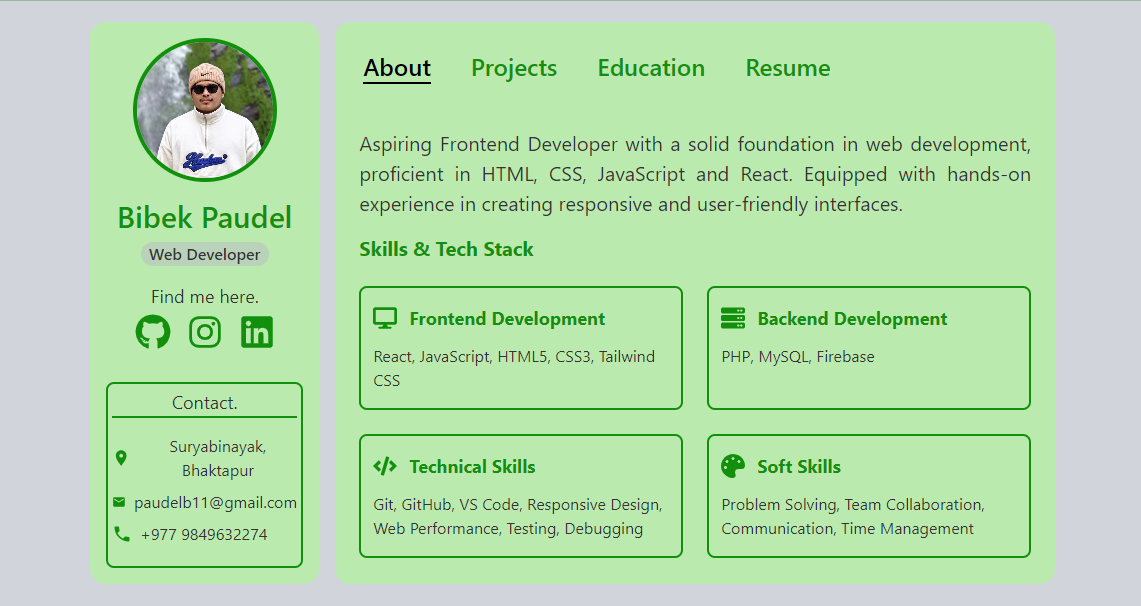 Bibek Paudel
Web Developer
Find me here.
Contact.
Suryabinayak,
Bhaktapur
paudelb11@gmail.com
+977 9849632274
About Projects Education Resume
Aspiring Frontend Developer with a solid foundation in web development,
proficient in HTML, CSS, JavaScript and React. Equipped with hands-on
experience in creating responsive and user-friendly interfaces.
Skills & Tech Stack
Frontend Development
React, JavaScript, HTML5, CSS3, Tailwind
CSS
Backend Development
PHP, MySQL, Firebase
Technical Skills
Git, GitHub, VS Code, Responsive Design,
Web Performance, Testing, Debugging
Soft Skills
Problem Solving, Team Collaboration,
Communication, Time Management